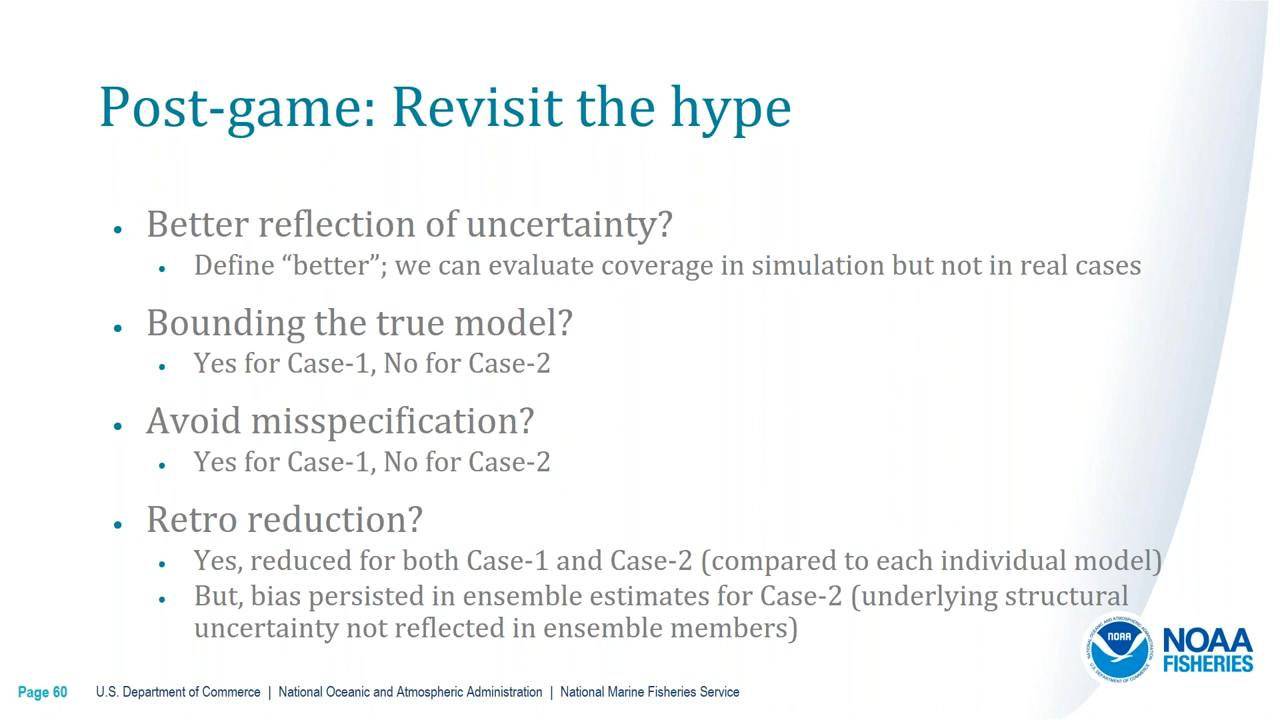 Post-game: Revisit the hype
• Better reflection of uncertainty?
• Define “better”; we can evaluate coverage in simulation but not in real cases
• Bounding the true model?
• Yes for Case-1, No for Case-2
• Avoid misspecification?
• Yes for Case-1, No for Case-2
• Retro reduction?
• Yes, reduced for both Case-1 and Case-2 (compared to each individual model)
• But, bias persisted in ensemble estimates for Case-2 (underlying structural
uncertainty not reflected in ensemble members)
NOAA
NOAA
FISHERIES
Page 60 U.S. Department of Commerce | National Oceanic and Atmospheric Administration | National Marine Fisheries Service